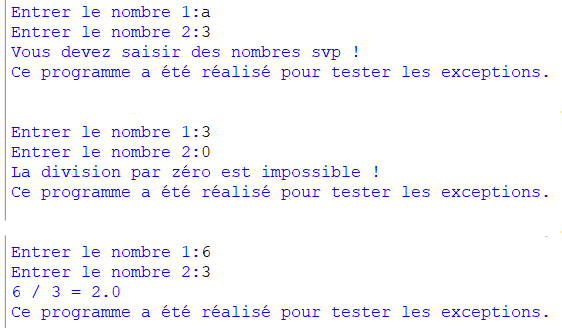 Entrer le nombre 1:a
Entrer le nombre 2:3
Vous devez saisir des nombres svp !
Ce programme a été réalisé pour tester les exceptions.
Entrer le nombre 1:3
Entrer le nombre 2:0
La division par zéro est impossible !
Ce programme a été réalisé pour tester les exceptions.
Entrer le nombre 1:6
Entrer le nombre 2:3
6 / 3 = 2.0
Ce programme a été réalisé pour tester les exceptions.